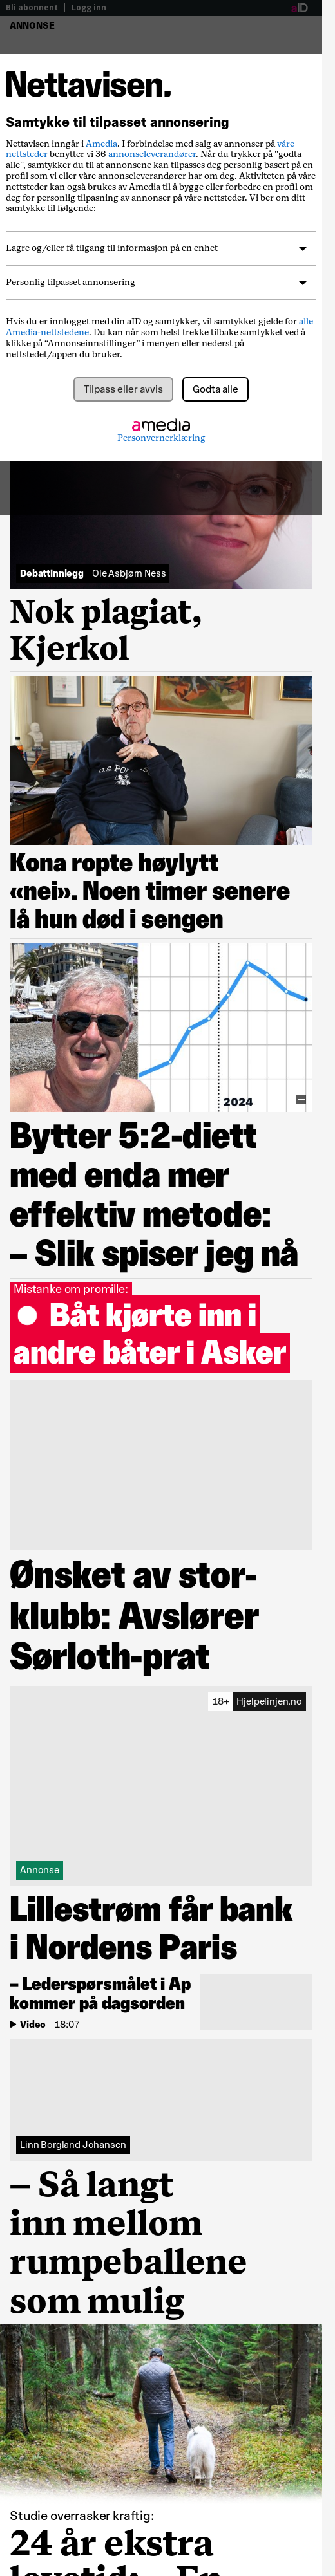 Bli abonnent | Logg inn
aID
ANNONSE
Nettavisen.
Samtykke til tilpasset annonsering
Nettavisen inngår i Amedia. I forbindelse med salg av annonser på våre
nettsteder benytter vi 36 annonseleverandører. Når du trykker på "godta
alle", samtykker du til at annonsene kan tilpasses deg personlig basert på en
profil som vi eller våre annonseleverandører har om deg. Aktiviteten på våre
nettsteder kan også brukes av Amedia til å bygge eller forbedre en profil om
deg for personlig tilpasning av annonser på våre nettsteder. Vi ber om ditt
samtykke til følgende:
Lagre og/eller få tilgang til informasjon på en enhet
Personlig tilpasset annonsering
Hvis du er innlogget med din aID og samtykker, vil samtykket gjelde for alle
Amedia-nettstedene. Du kan når som helst trekke tilbake samtykket ved å
klikke på “Annonseinnstillinger” i menyen eller nederst på
nettstedet/appen du bruker.
Tilpass eller avvis
Godta alle
amedia
Personvernerklæring
Debattinnlegg | Ole Asbjørn Ness
Nok plagiat,
Kjerkol
U.S. POLO
Kona ropte høylytt
«nei». Noen timer senere
lå hun død i sengen
2024
Bytter 5:2-diett
med enda mer
effektiv metode:
– Slik spiser jeg nå
Mistanke om promille:
Båt kjørte inn i
andre båter i Asker
Ønsket av stor-
klubb: Avslører
Sørloth-prat
18+ Hjelpelinjen.no
Annonse
Lillestrøm får bank
i Nordens Paris
– Lederspørsmålet i Ap
kommer på dagsorden
Video | 18:07
Linn Borgland Johansen
– Så langt
inn mellom
rumpeballene
som mulig
Studie overrasker kraftig:
24 år ekstra